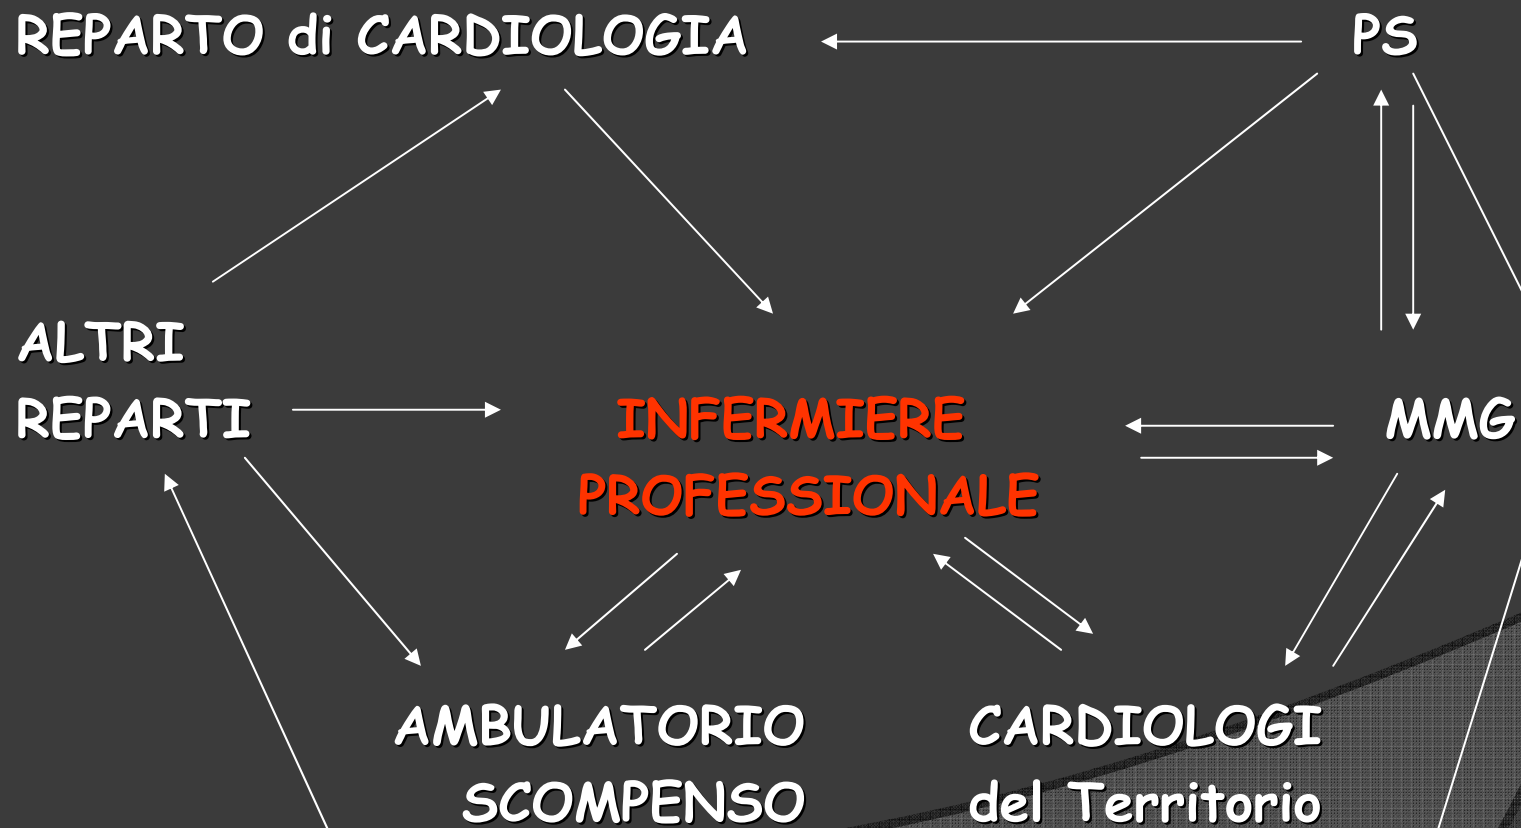 REPARTO di CARDIOLOGIA
PS
ALTRI
REPARTI
INFERMIERE
PROFESSIONALE
MMG
AMBULATORIO
SCOMPENSO
CARDIOLOGI
del Territorio